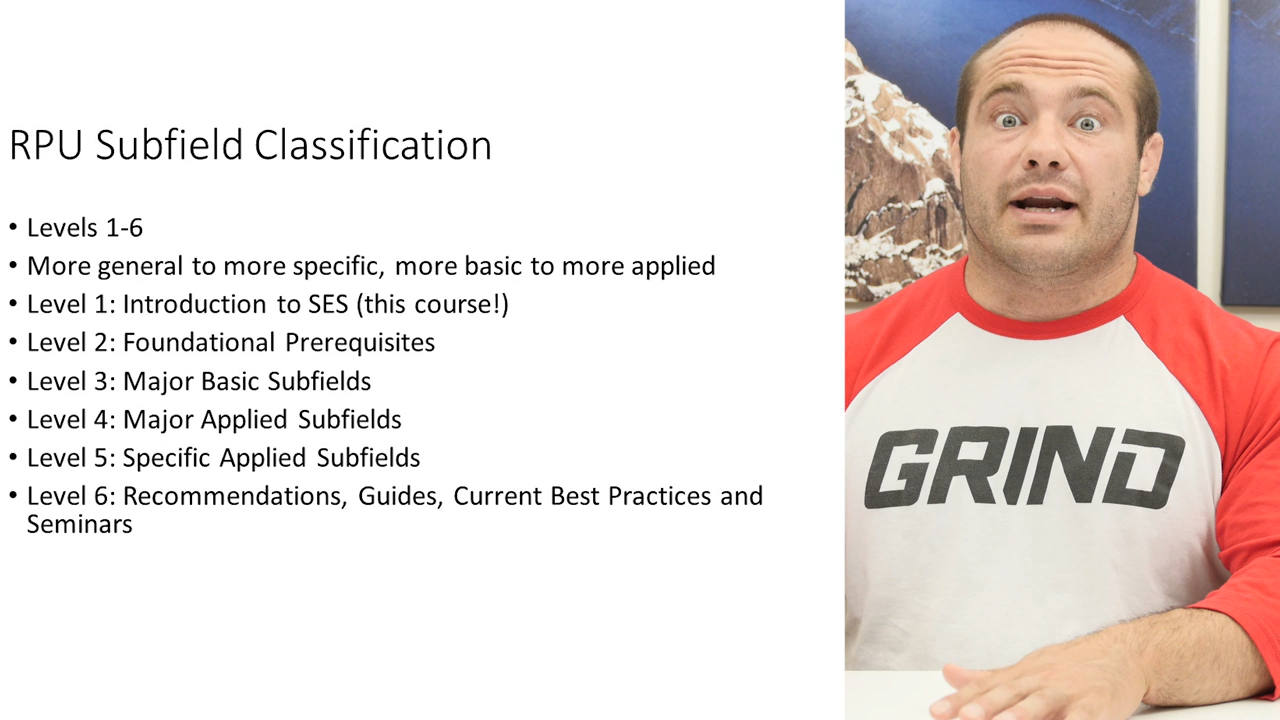 RPU Subfield Classification
• Levels 1-6
• More general to more specific, more basic to more applied
• Level 1: Introduction to SES (this course!)
• Level 2: Foundational Prerequisites
• Level 3: Major Basic Subfields
• Level 4: Major Applied Subfields
• Level 5: Specific Applied Subfields
• Level 6: Recommendations, Guides, Current Best Practices and
Seminars
GRIND